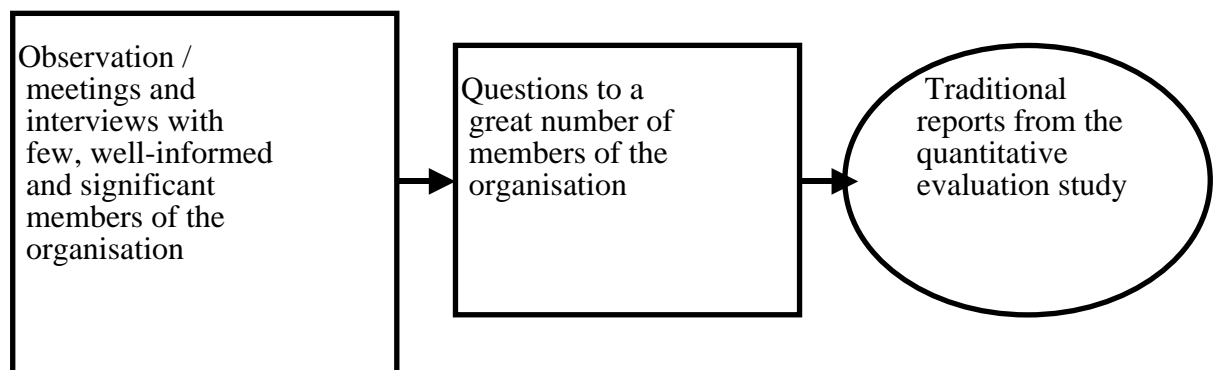 Observation /
meetings and
interviews with
few, well-informed
and significant
members of the
organisation
Questions to a
great number of
members of the
organisation
Traditional
reports from the
quantitative
evaluation study